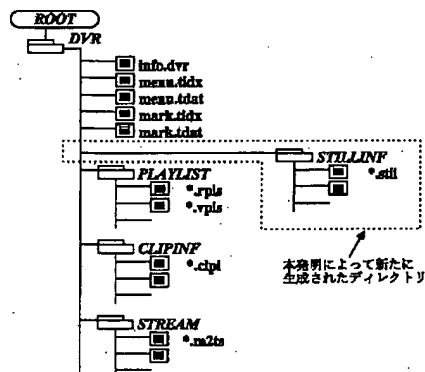 ROOT
DVR
info.dvr
menu.tidx
menu.tdat
mark.tidx
mark.tdat
STILLINF
*.stil
PLAYLIST
*.rpls
*.vpls
CLIPINF
*.clpi
本発明によって新たに
生成されたディレクトリ
STREAM
*.m2ts